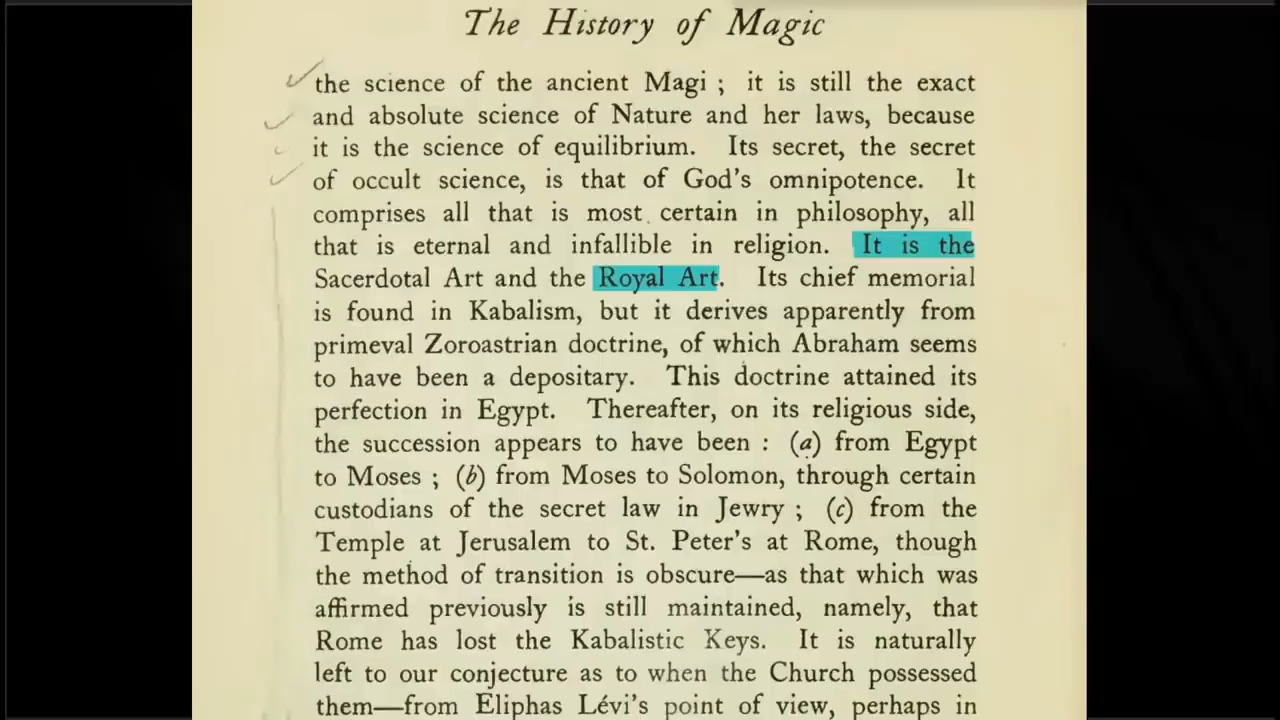 The History of Magic
the science of the ancient Magi ; it is still the exact
and absolute science of Nature and her laws, because
it is the science of equilibrium. Its secret, the secret
of occult science, is that of God's omnipotence. It
comprises all that is most certain in philosophy, all
that is eternal and infallible in religion. It is the
Sacerdotal Art and the Royal Art. Its chief memorial
is found in Kabalism, but it derives apparently from
primeval Zoroastrian doctrine, of which Abraham seems
to have been a depositary. This doctrine attained its
perfection in Egypt. Thereafter, on its religious side,
the succession appears to have been : (a) from Egypt
to Moses ; (b) from Moses to Solomon, through certain
custodians of the secret law in Jewry ; (c) from the
Temple at Jerusalem to St. Peter's at Rome, though
the method of transition is obscure—as that which was
affirmed previously is still maintained, namely, that
Rome has lost the Kabalistic Keys. It is naturally
left to our conjecture as to when the Church possessed
them—from Eliphas Lévi's point of view, perhaps in